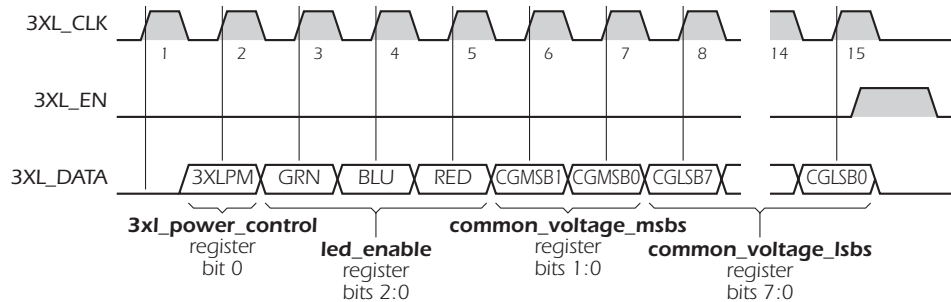 3XL_CLK
1 2 3 4 5 6 7 8 14 15
3XL_EN
3XL_DATA 3XLPM GRN BLU RED CGMSB1 CGMSB0 CGLSB7 CGLSB0
3xl_power_control
register
bit 0
led_enable
register
bits 2:0
common_voltage_msbs
register
bits 1:0
common_voltage_lsbs
register
bits 7:0